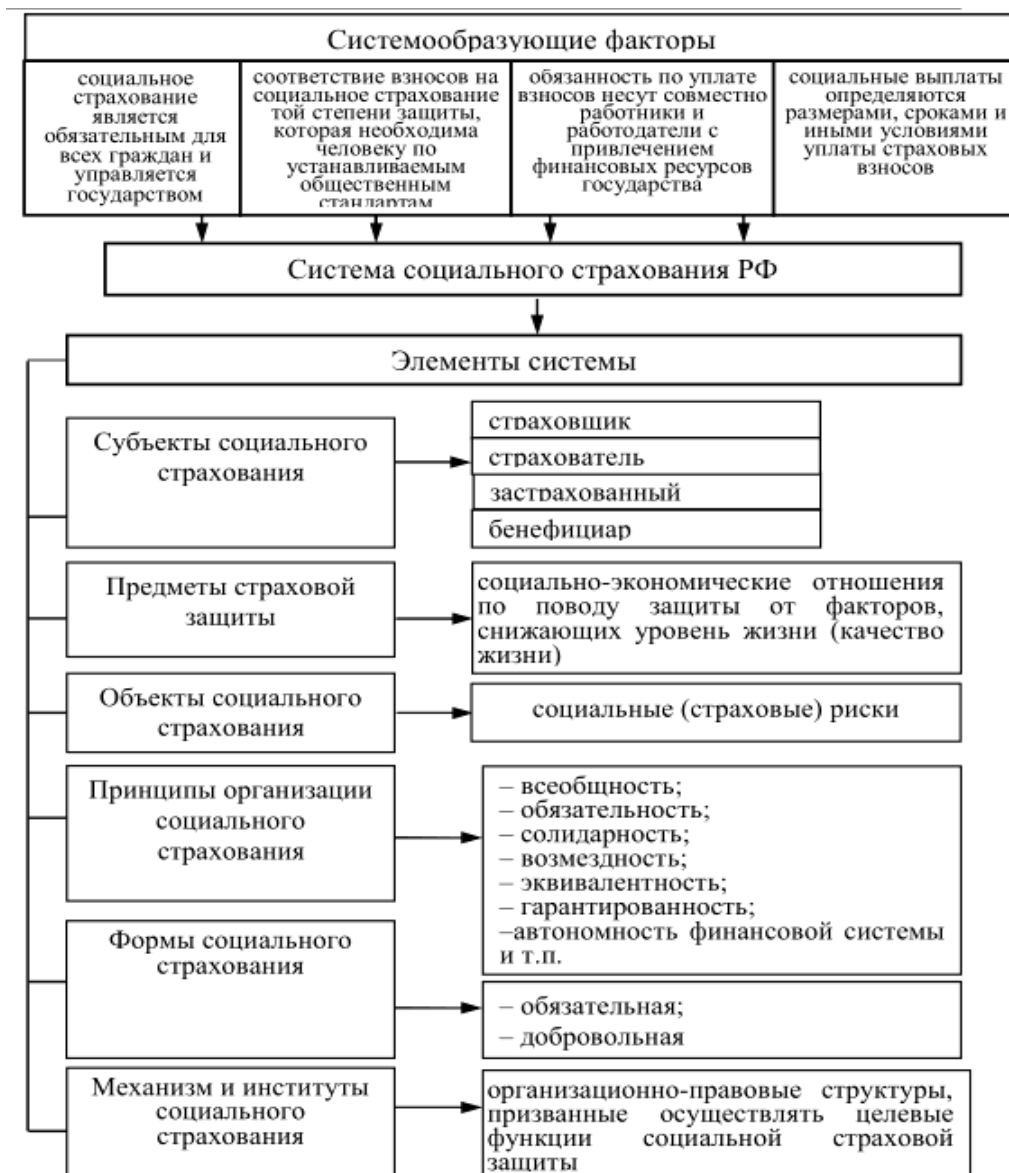 Системообразующие факторы
социальное
страхование
является
обязательным для
всех граждан и
управляется
государством
соответствие взносов на
социальное страхование
той степени защиты,
которая необходима
человеку по
устанавливаемым
общественным
стандартам
обязанность по уплате
взносов несут совместно
работники и
работодатели с
привлечением
финансовых ресурсов
государства
социальные выплаты
определяются
размерами, сроками и
иными условиями
уплаты страховых
взносов
Система социального страхования РФ
Элементы системы
Субъекты социального
страхования
страховщик
страхователь
застрахованный
бенефициар
Предметы страховой
защиты
социально-экономические отношения
по поводу защиты от факторов,
снижающих уровень жизни (качество
жизни)
Объекты социального
страхования
социальные (страховые) риски
Принципы организации
социального
страхования
– всеобщность;
– обязательность;
– солидарность;
– возмездность;
– эквивалентность;
– гарантированность;
–автономность финансовой системы
и т.п.
Формы социального
страхования
– обязательная;
– добровольная
Механизм и институты
социального
страхования
организационно-правовые структуры,
призванные осуществлять целевые
функции социальной страховой
защиты